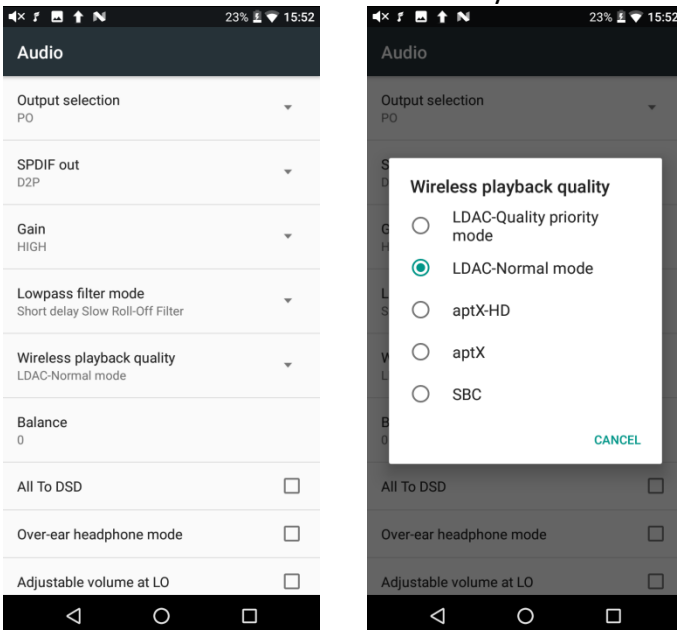 23% 15:52
Audio
Output selection
PO
SPDIF out
D2P
Gain
HIGH
Lowpass filter mode
Short delay Slow Roll-Off Filter
Wireless playback quality
LDAC-Normal mode
Balance
0
All To DSD
Over-ear headphone mode
Adjustable volume at LO
23% 15:52
Audio
Output selection
PO
S
D
G
H
L
S
W
L
B
0
Wireless playback quality
LDAC-Quality priority
mode
LDAC-Normal mode
aptX-HD
aptX
SBC
CANCEL
All To DSD
Over-ear headphone mode
Adjustable volume at LO